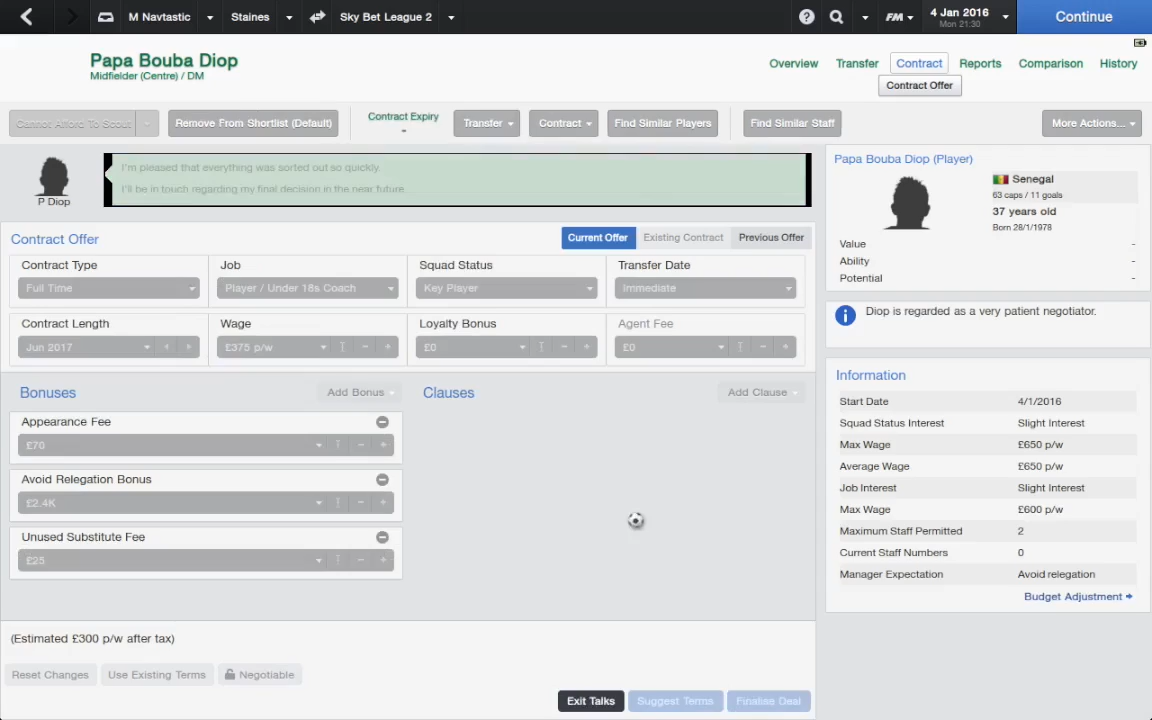 M Navtastic
Staines
Sky Bet League 2
FM
4 Jan 2016
Mon 21:30
Continue
Papa Bouba Diop
Midfielder (Centre) / DM
Overview
Transfer
Contract
Reports
Comparison
History
Contract Offer
Cannot Afford To Scout
Remove From Shortlist (Default)
Contract Expiry
-
Transfer
Contract
Find Similar Players
Find Similar Staff
More Actions...
P Diop
I'm pleased that everything was sorted out so quickly.
I'll be in touch regarding my final decision in the near future...
Papa Bouba Diop (Player)
Senegal
63 caps / 11 goals
37 years old
Born 28/1/1978
Value -
Ability -
Potential -
Diop is regarded as a very patient negotiator.
Contract Offer
Current Offer
Existing Contract
Previous Offer
Contract Type
Job
Squad Status
Transfer Date
Full Time
Player / Under 18s Coach
Key Player
Immediate
Contract Length
Wage
Loyalty Bonus
Agent Fee
Jun 2017
£375 p/w
£0
£0
Bonuses
Add Bonus
Clauses
Add Clause
Appearance Fee
£70
Avoid Relegation Bonus
£2.4K
Unused Substitute Fee
£25
Information
Start Date 4/1/2016
Squad Status Interest Slight Interest
Max Wage £650 p/w
Average Wage £650 p/w
Job Interest Slight Interest
Max Wage £600 p/w
Maximum Staff Permitted 2
Current Staff Numbers 0
Manager Expectation Avoid relegation
Budget Adjustment
(Estimated £300 p/w after tax)
Reset Changes
Use Existing Terms
Negotiable
Exit Talks
Suggest Terms
Finalise Deal